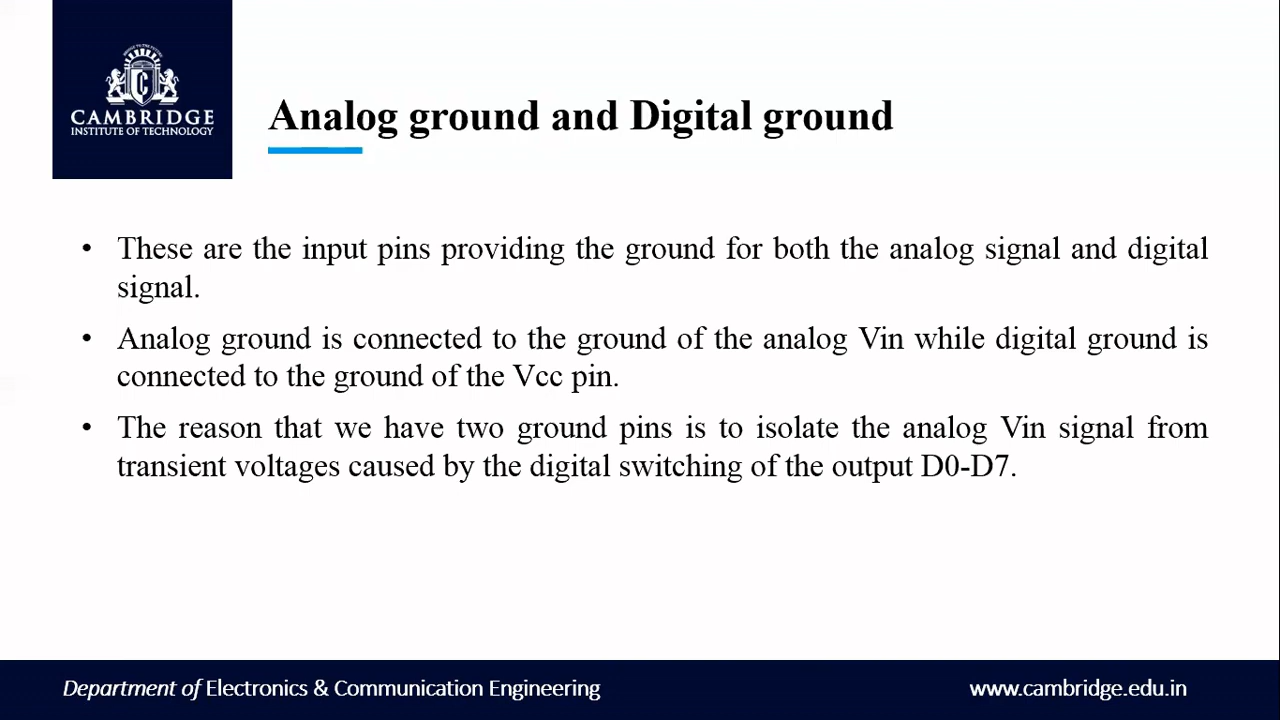 CAMBRIDGE
INSTITUTE OF TECHNOLOGY
Analog ground and Digital ground
• These are the input pins providing the ground for both the analog signal and digital
signal.
• Analog ground is connected to the ground of the analog Vin while digital ground is
connected to the ground of the Vcc pin.
• The reason that we have two ground pins is to isolate the analog Vin signal from
transient voltages caused by the digital switching of the output D0-D7.
Department of Electronics & Communication Engineering
www.cambridge.edu.in